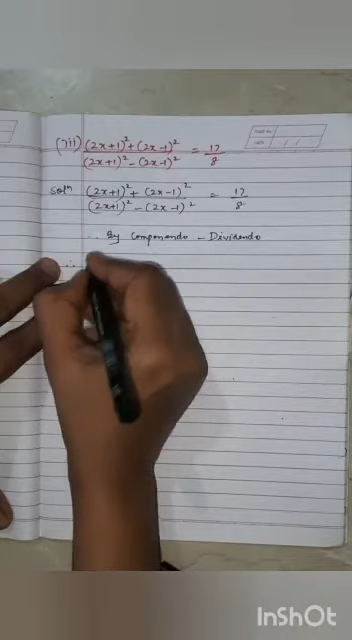 (vii) (2x+1)² + (2x-1)² / (2x+1)² - (2x-1)² = 17/8
Solⁿ (2x+1)² + (2x-1)² / (2x+1)² - (2x-1)² = 17/8
∴ By Componendo - Dividendo
∴
InShOt